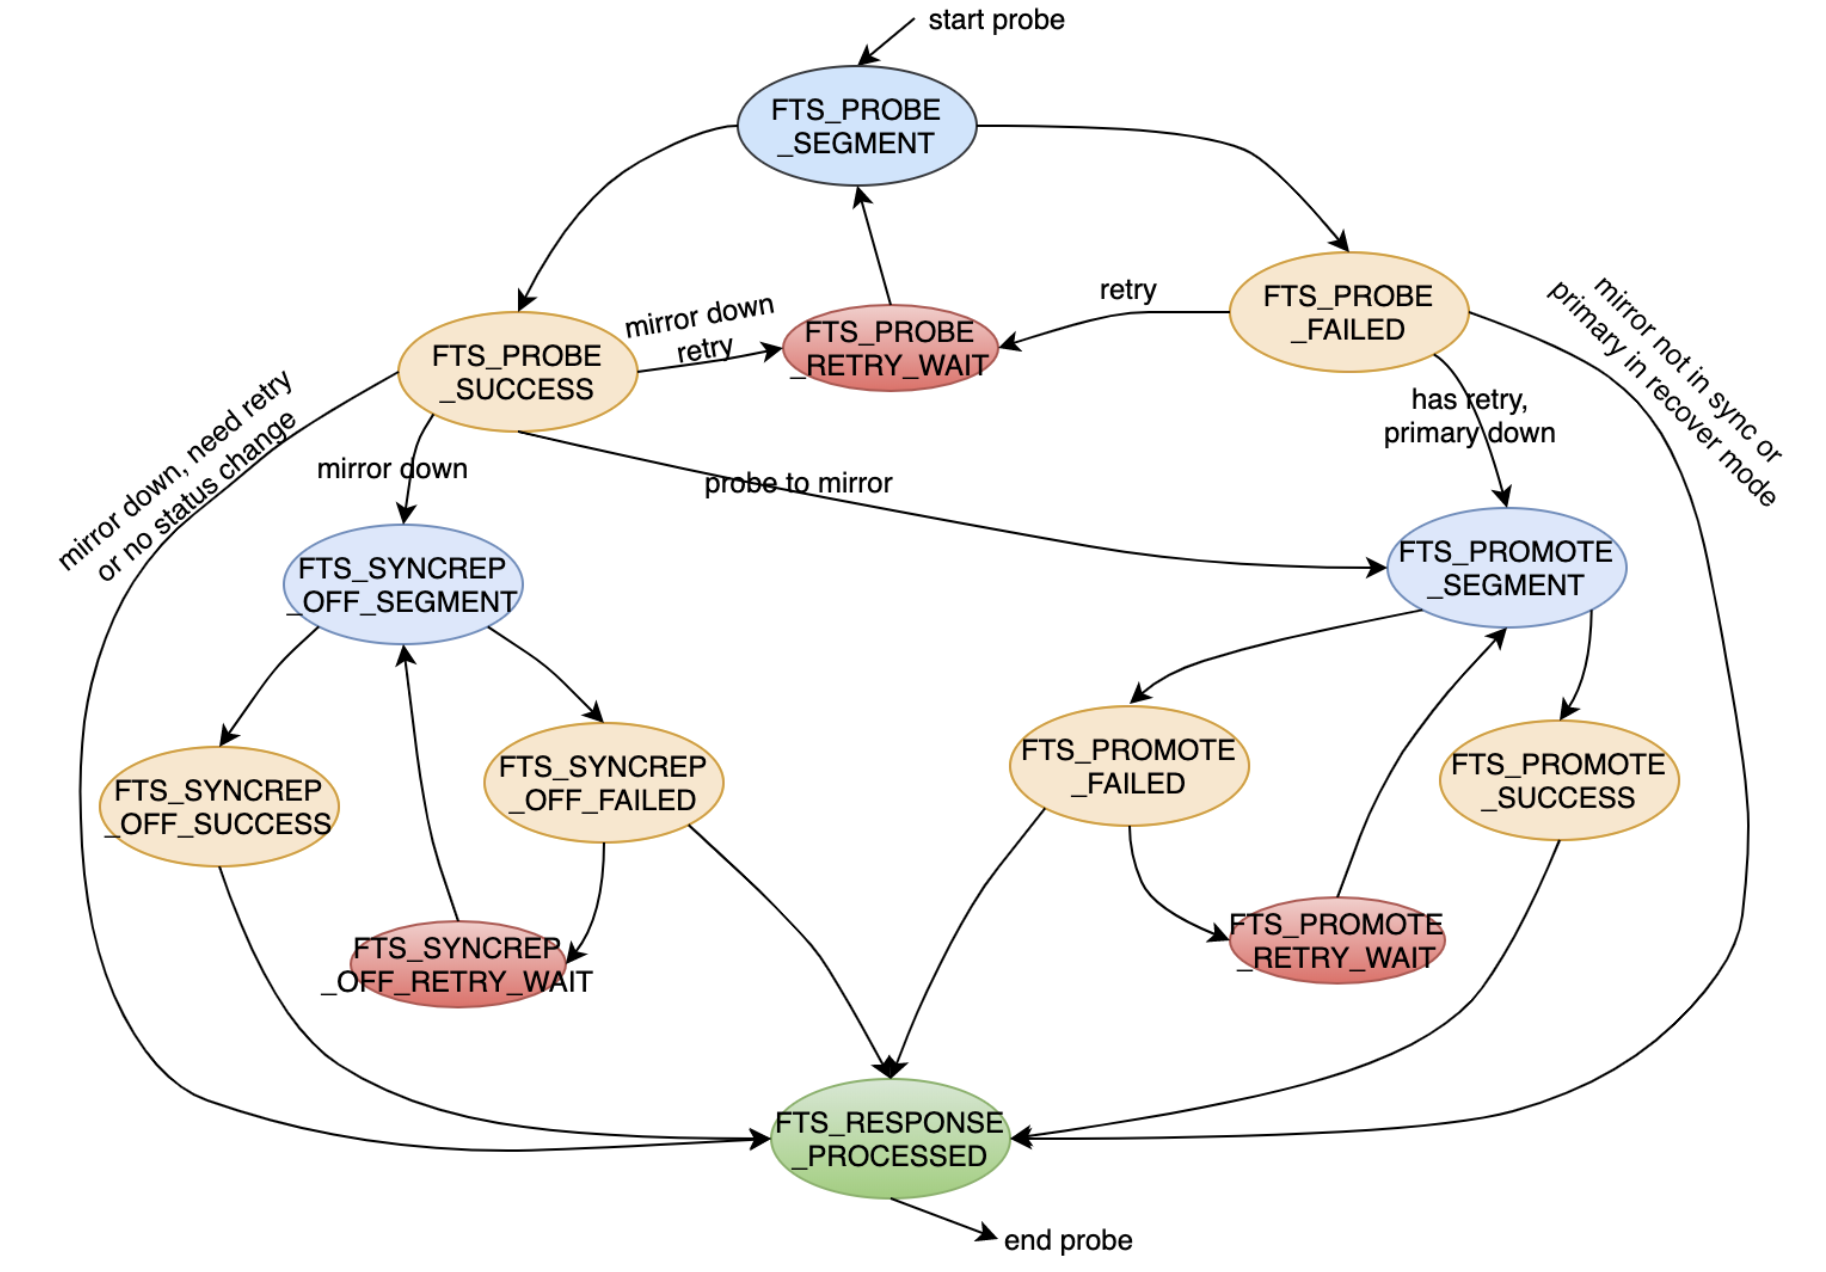 start probe
FTS_PROBE
_SEGMENT
mirror down
retry
FTS_PROBE
_RETRY_WAIT
retry
FTS_PROBE
_FAILED
mirror not in sync or
primary in recover mode
FTS_PROBE
_SUCCESS
mirror down, need retry
or no status change
mirror down
probe to mirror
has retry,
primary down
FTS_SYNCREP
_OFF_SEGMENT
FTS_PROMOTE
_SEGMENT
FTS_SYNCREP
_OFF_SUCCESS
FTS_SYNCREP
_OFF_FAILED
FTS_PROMOTE
_FAILED
FTS_PROMOTE
_SUCCESS
FTS_SYNCREP
_OFF_RETRY_WAIT
FTS_PROMOTE
_RETRY_WAIT
FTS_RESPONSE
_PROCESSED
end probe